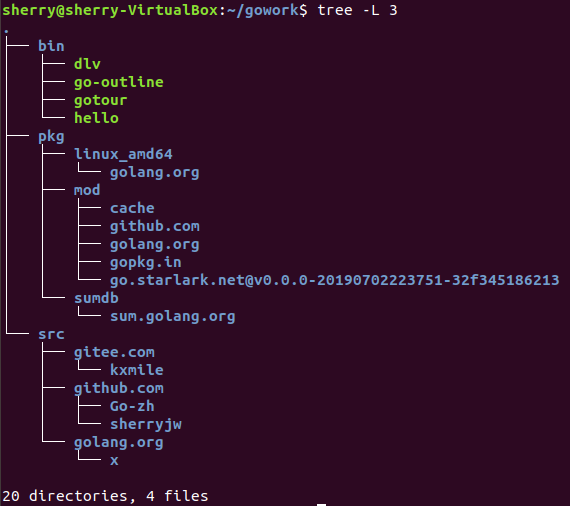 sherry@sherry-VirtualBox:~/gowork$ tree -L 3
.
├── bin
│   ├── dlv
│   ├── go-outline
│   ├── gotour
│   └── hello
├── pkg
│   ├── linux_amd64
│   │   └── golang.org
│   ├── mod
│   │   ├── cache
│   │   ├── github.com
│   │   ├── golang.org
│   │   ├── gopkg.in
│   │   └── go.starlark.net@v0.0.0-20190702223751-32f345186213
│   └── sumdb
│       └── sum.golang.org
└── src
    ├── gitee.com
    │   └── kxmile
    ├── github.com
    │   ├── Go-zh
    │   └── sherryjw
    └── golang.org
        └── x

20 directories, 4 files